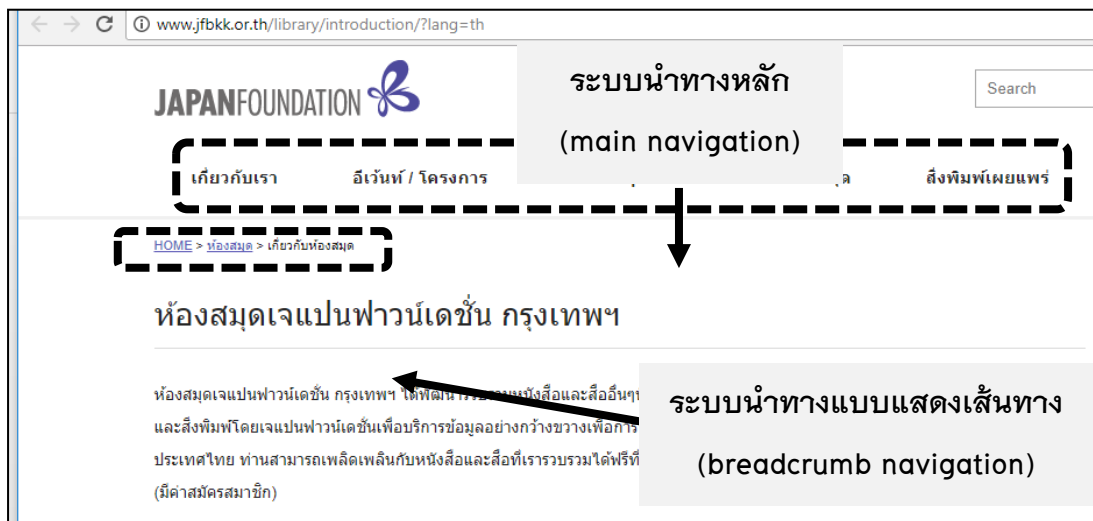 www.jfbkk.or.th/library/introduction/?lang=th
JAPANFOUNDATION
ระบบนำทางหลัก
(main navigation)
Search
เกี่ยวกับเรา อีเว้นท์ / โครงการ สิ่งพิมพ์เผยแพร่
HOME > ห้องสมุด > เกี่ยวกับห้องสมุด
ห้องสมุดเจแปนฟาวน์เดชั่น กรุงเทพฯ
ห้องสมุดเจแปนฟาวน์เดชั่น กรุงเทพฯ หนังสือและสื่ออื่นๆ
และสิ่งพิมพ์โดยเจแปนฟาวน์เดชั่นเพื่อบริการข้อมูลอย่างกว้างขวางเพื่อการ
ประเทศไทย ท่านสามารถเพลิดเพลินกับหนังสือและสื่อที่เรารวบรวมได้ฟรีที่
(มีค่าสมัครสมาชิก)
ระบบนำทางแบบแสดงเส้นทาง
(breadcrumb navigation)